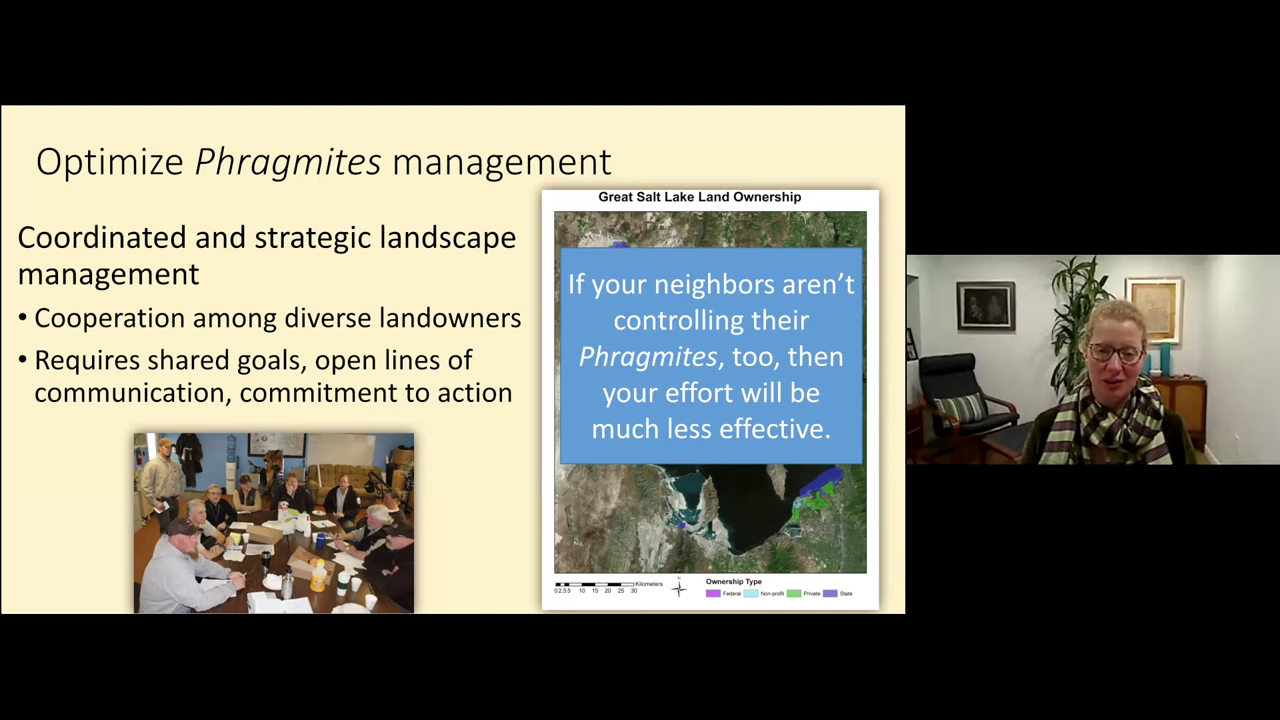 Optimize Phragmites management
Coordinated and strategic landscape
management
• Cooperation among diverse landowners
• Requires shared goals, open lines of
communication, commitment to action
Great Salt Lake Land Ownership
If your neighbors aren’t
controlling their
Phragmites, too, then
your effort will be
much less effective.
Kilometers
0 2.5 5 10 15 20 25 30
N
Ownership Type
Federal Non-profit Private State